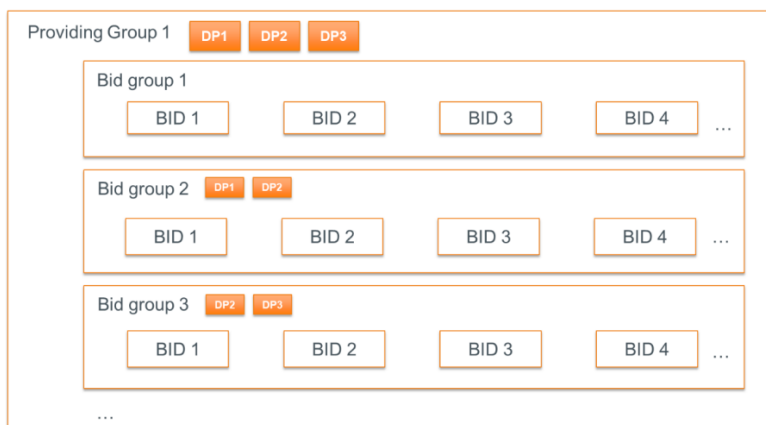 Providing Group 1 DP1 DP2 DP3
Bid group 1
BID 1 BID 2 BID 3 BID 4 ...
Bid group 2 DP1 DP2
BID 1 BID 2 BID 3 BID 4 ...
Bid group 3 DP2 DP3
BID 1 BID 2 BID 3 BID 4 ...
...